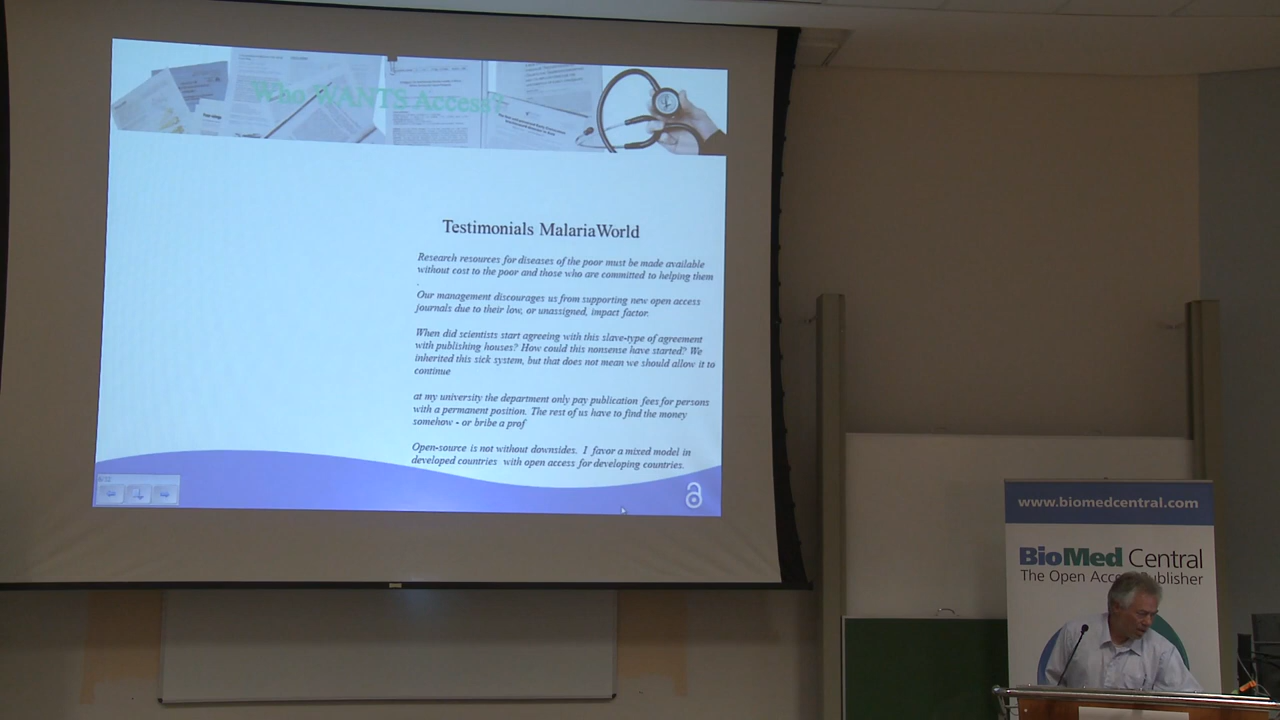 Who WANTS Access?
Testimonials MalariaWorld
Research resources for diseases of the poor must be made available
without cost to the poor and those who are committed to helping them
.
Our management discourages us from supporting new open access
journals due to their low, or unassigned, impact factor.
When did scientists start agreeing with this slave-type of agreement
with publishing houses? How could this nonsense have started? We
inherited this sick system, but that does not mean we should allow it to
continue
at my university the department only pay publication fees for persons
with a permanent position. The rest of us have to find the money
somehow - or bribe a prof
Open-source is not without downsides. I favor a mixed model in
developed countries with open access for developing countries.
www.biomedcentral.com
BioMed Central
The Open Acc Publisher